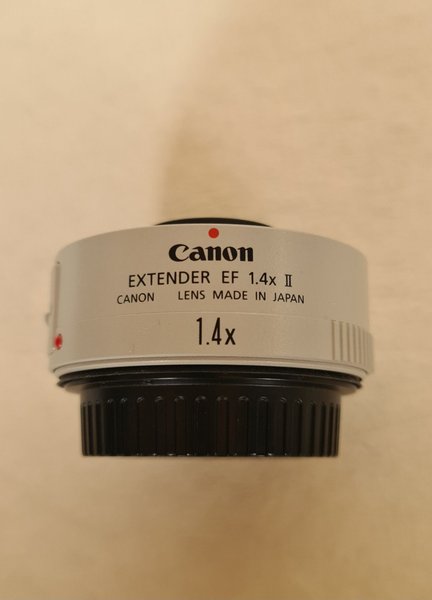 Canon
EXTENDER EF 1.4x II
CANON LENS MADE IN JAPAN
1.4x